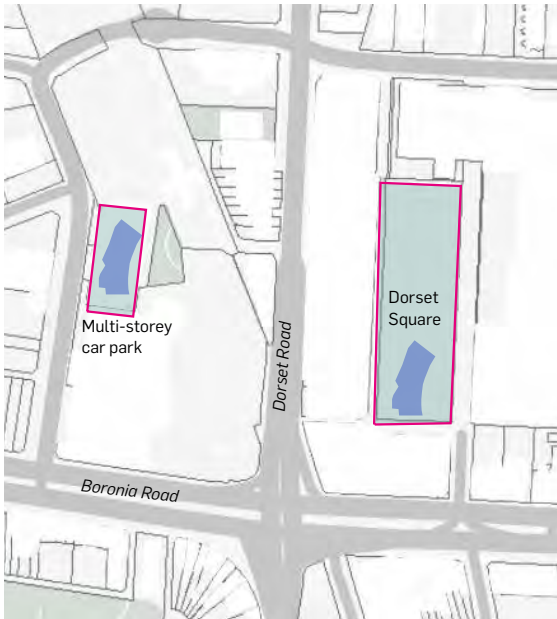 Multi-storey
car park
Dorset
Square
Dorset Road
Boronia Road